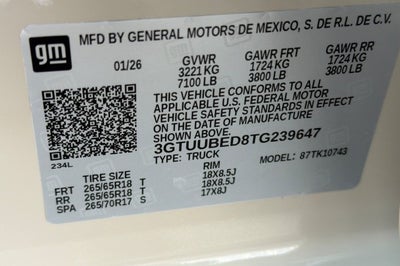 gm
MFD BY GENERAL MOTORS DE MEXICO, S. DE R.L. DE C.V.
01/26 GVWR GAWR FRT GAWR RR
3221 KG 1724 KG 1724 KG
7100 LB 3800 LB 3800 LB
THIS VEHICLE CONFORMS TO ALL
APPLICABLE U.S. FEDERAL MOTOR
VEHICLE SAFETY STANDARDS IN EFFECT
ON THE DATE OF MANUFACTURE
SHOWN ABOVE.
3GTUUBED8TG239647
TYPE: TRUCK MODEL: 87TK10743
234L
TIRE SIZE RIM
FRT 265/65R18 T 18X8.5J
RR 265/65R18 T 18X8.5J
SPA 265/70R17 S 17X8J